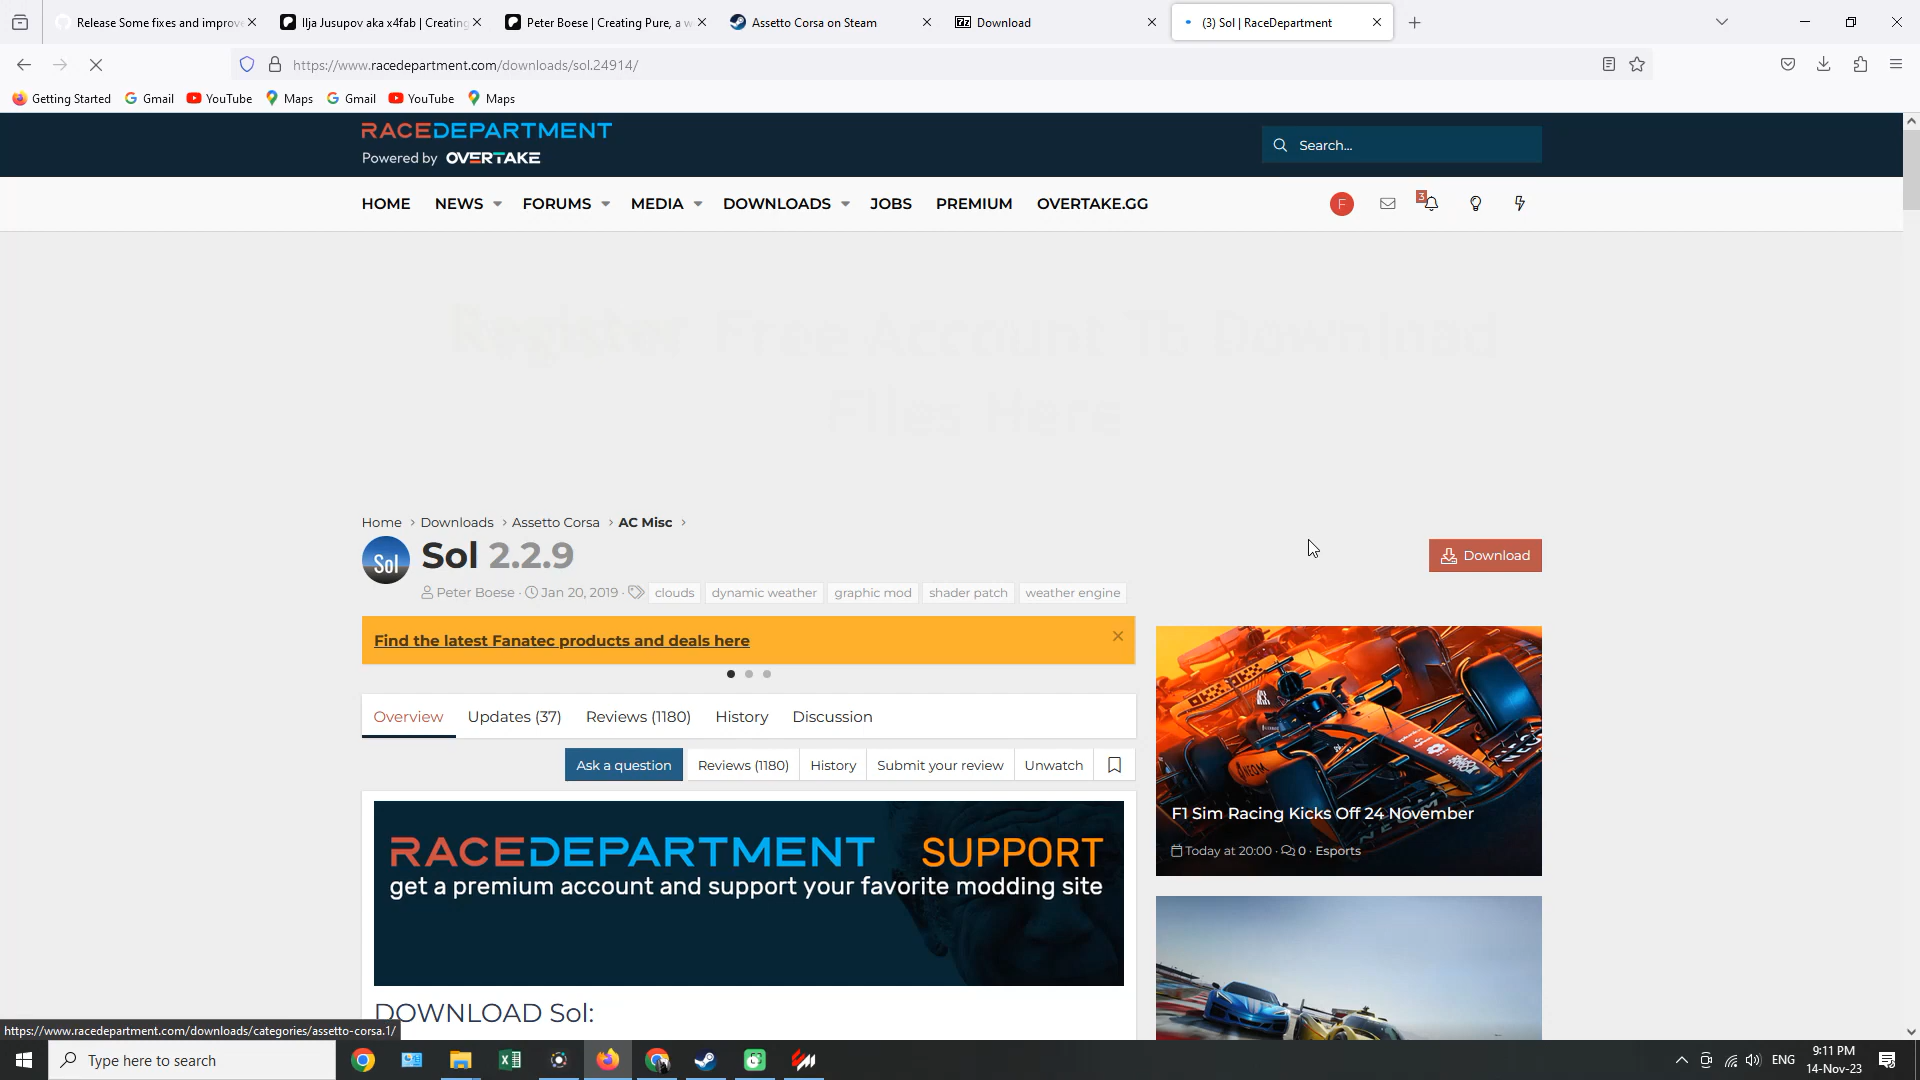 Release Some fixes and improv
Ilja Jusupov aka x4fab | Creating
Peter Boese | Creating Pure, a w
Assetto Corsa on Steam
7z Download
(3) Sol | RaceDepartment
https://www.racedepartment.com/downloads/sol.24914/
Getting Started
Gmail
YouTube
Maps
Gmail
YouTube
Maps
RACEDEPARTMENT
Powered by OVERTAKE
Search...
HOME
NEWS
FORUMS
MEDIA
DOWNLOADS
JOBS
PREMIUM
OVERTAKE.GG
F
3
Register Free Account To Download
Files Here
Home > Downloads > Assetto Corsa > AC Misc >
Sol
Sol 2.2.9
Download
Peter Boese · Jan 20, 2019 ·
clouds
dynamic weather
graphic mod
shader patch
weather engine
Find the latest Fanatec products and deals here
Overview
Updates (37)
Reviews (1180)
History
Discussion
Ask a question
Reviews (1180)
History
Submit your review
Unwatch
RACEDEPARTMENT SUPPORT
get a premium account and support your favorite modding site
DOWNLOAD Sol:
F1 Sim Racing Kicks Off 24 November
Today at 20:00 · 0 · Esports
https://www.racedepartment.com/downloads/categories/assetto-corsa.1/
Type here to search
ENG
9:11 PM
14-Nov-23